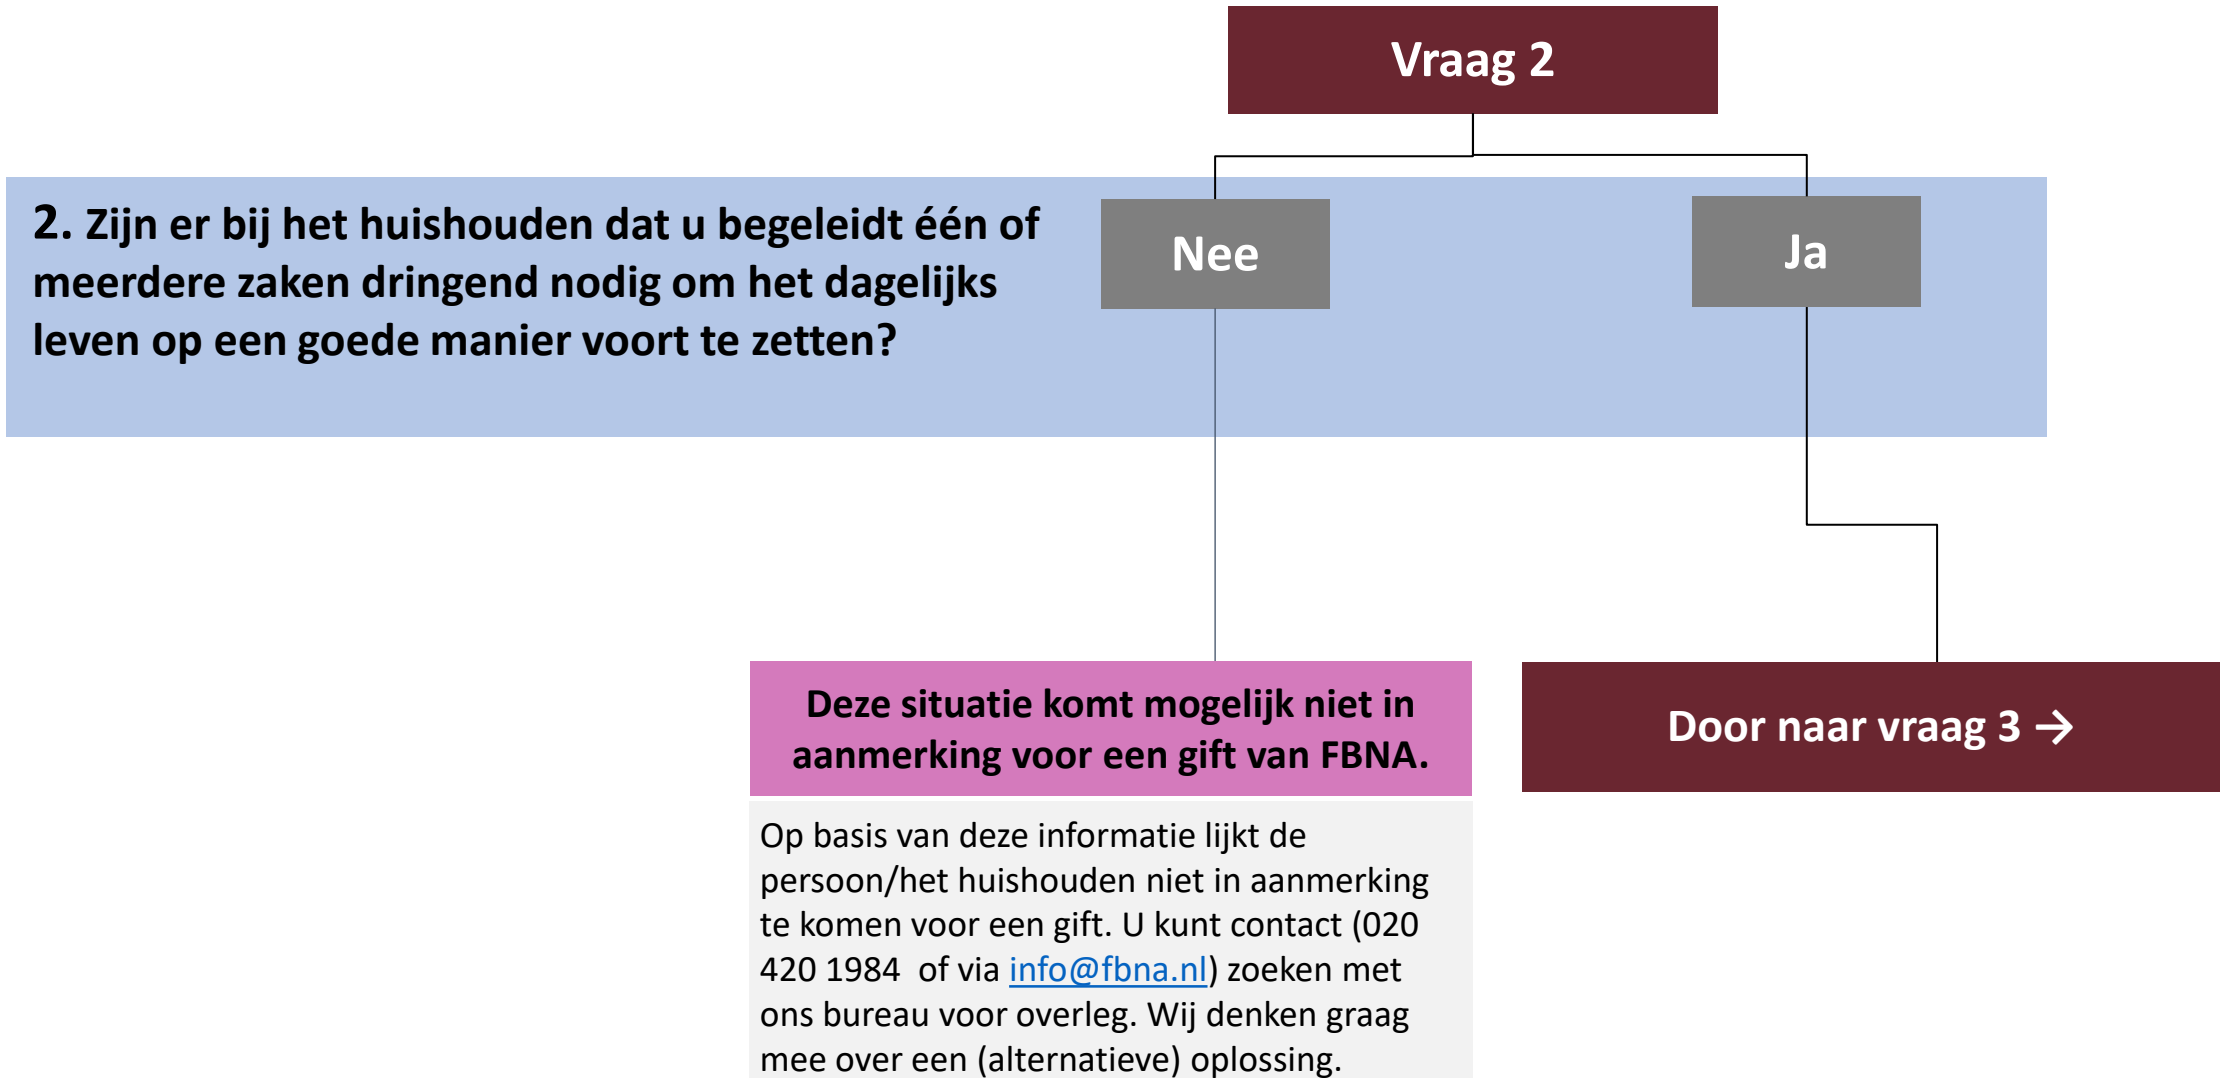 Vraag 2
2. Zijn er bij het huishouden dat u begeleidt één of
meerdere zaken dringend nodig om het dagelijks
leven op een goede manier voort te zetten?
Nee
Ja
Deze situatie komt mogelijk niet in
aanmerking voor een gift van FBNA.
Op basis van deze informatie lijkt de
persoon/het huishouden niet in aanmerking
te komen voor een gift. U kunt contact (020
420 1984  of via info@fbna.nl) zoeken met
ons bureau voor overleg. Wij denken graag
mee over een (alternatieve) oplossing.
Door naar vraag 3 →